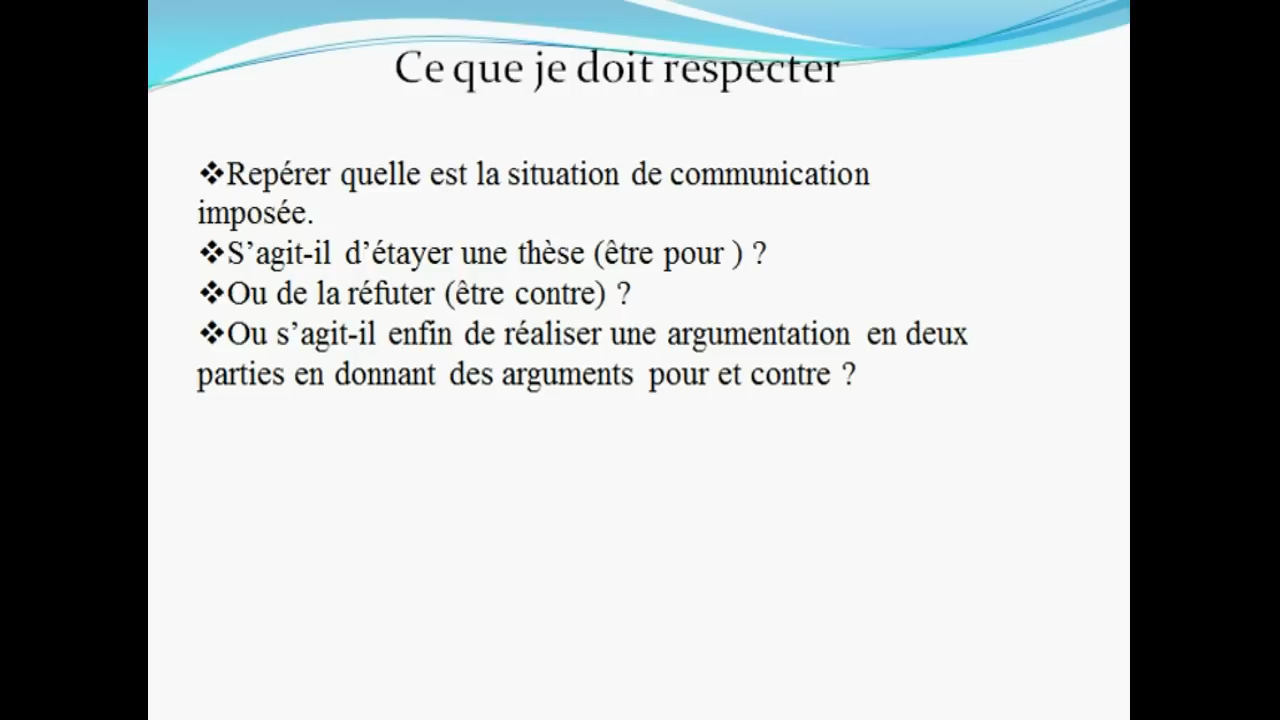 Ce que je doit respecter
❖Repérer quelle est la situation de communication
imposée.
❖S’agit-il d’étayer une thèse (être pour ) ?
❖Ou de la réfuter (être contre) ?
❖Ou s’agit-il enfin de réaliser une argumentation en deux
parties en donnant des arguments pour et contre ?